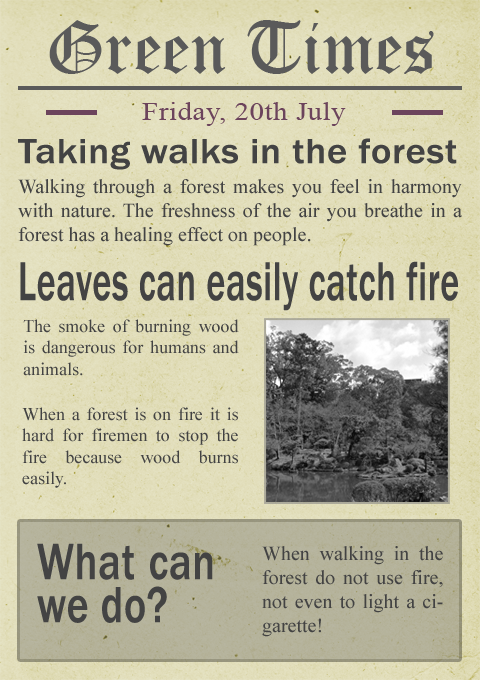 Green Times
Friday, 20th July
Taking walks in the forest
Walking through a forest makes you feel in harmony
with nature. The freshness of the air you breathe in a
forest has a healing effect on people.
Leaves can easily catch fire
The smoke of burning wood
is dangerous for humans and
animals.
When a forest is on fire it is
hard for firemen to stop the
fire because wood burns
easily.
What can
we do?
When walking in the
forest do not use fire,
not even to light a ci-
garette!